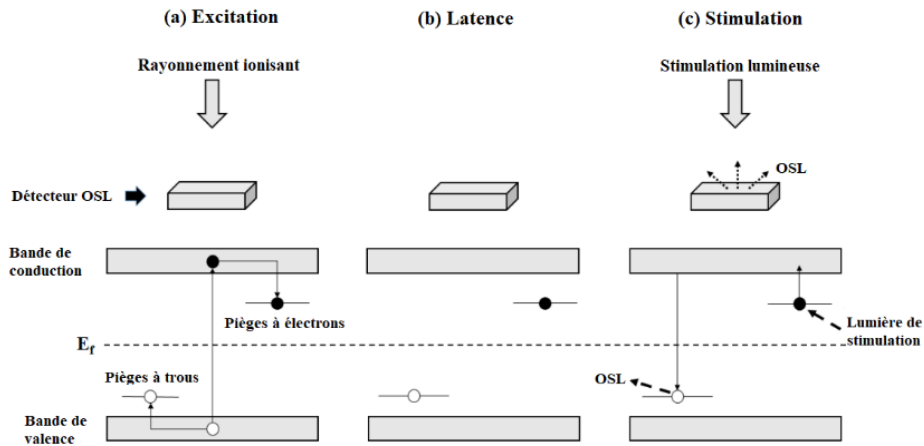 (a) Excitation
(b) Latence
(c) Stimulation
Rayonnement ionisant
Stimulation lumineuse
OSL
Détecteur OSL
Bande de
conduction
Pièges à électrons
Lumière de
stimulation
E_f
Pièges à trous
OSL
Bande de
valence